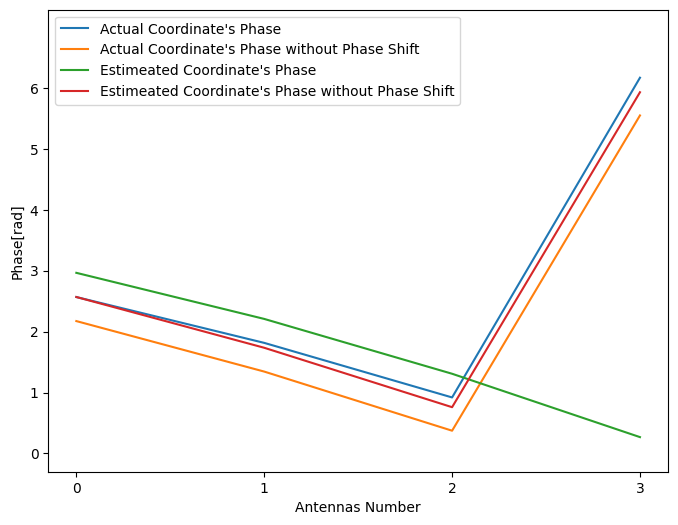 Actual Coordinate's Phase
Actual Coordinate's Phase without Phase Shift
Estimeated Coordinate's Phase
Estimeated Coordinate's Phase without Phase Shift
6
5
4
3
2
1
0
Phase[rad]
0 1 2 3
Antennas Number